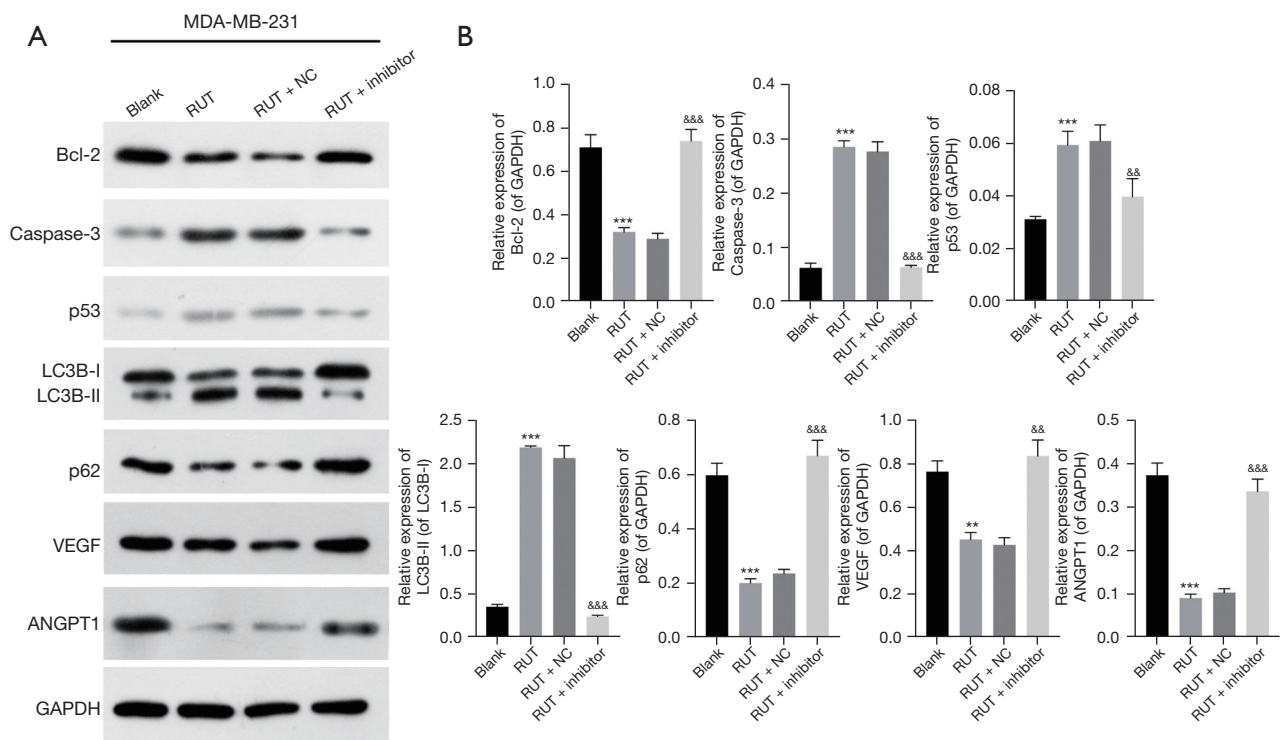 A
MDA-MB-231
Blank
RUT
RUT + NC
RUT + inhibitor
Bcl-2
Caspase-3
p53
LC3B-I
LC3B-II
p62
VEGF
ANGPT1
GAPDH
B
Relative expression of
Bcl-2 (of GAPDH)
1.0
0.8
0.6
0.4
0.2
0.0
***
&&&
Blank
RUT
RUT + NC
RUT + inhibitor
Relative expression of
Caspase-3 (of GAPDH)
0.4
0.3
0.2
0.1
0.0
***
&&&
Blank
RUT
RUT + NC
RUT + inhibitor
Relative expression of
p53 (of GAPDH)
0.08
0.06
0.04
0.02
0.00
***
&&
Blank
RUT
RUT + NC
RUT + inhibitor
Relative expression of
LC3B-II (of LC3B-I)
2.5
2.0
1.5
1.0
0.5
0.0
***
&&&
Blank
RUT
RUT + NC
RUT + inhibitor
Relative expression of
p62 (of GAPDH)
0.8
0.6
0.4
0.2
0.0
***
&&&
Blank
RUT
RUT + NC
RUT + inhibitor
Relative expression of
VEGF (of GAPDH)
1.0
0.8
0.6
0.4
0.2
0.0
**
&&
Blank
RUT
RUT + NC
RUT + inhibitor
Relative expression of
ANGPT1 (of GAPDH)
0.5
0.4
0.3
0.2
0.1
0.0
***
&&&
Blank
RUT
RUT + NC
RUT + inhibitor